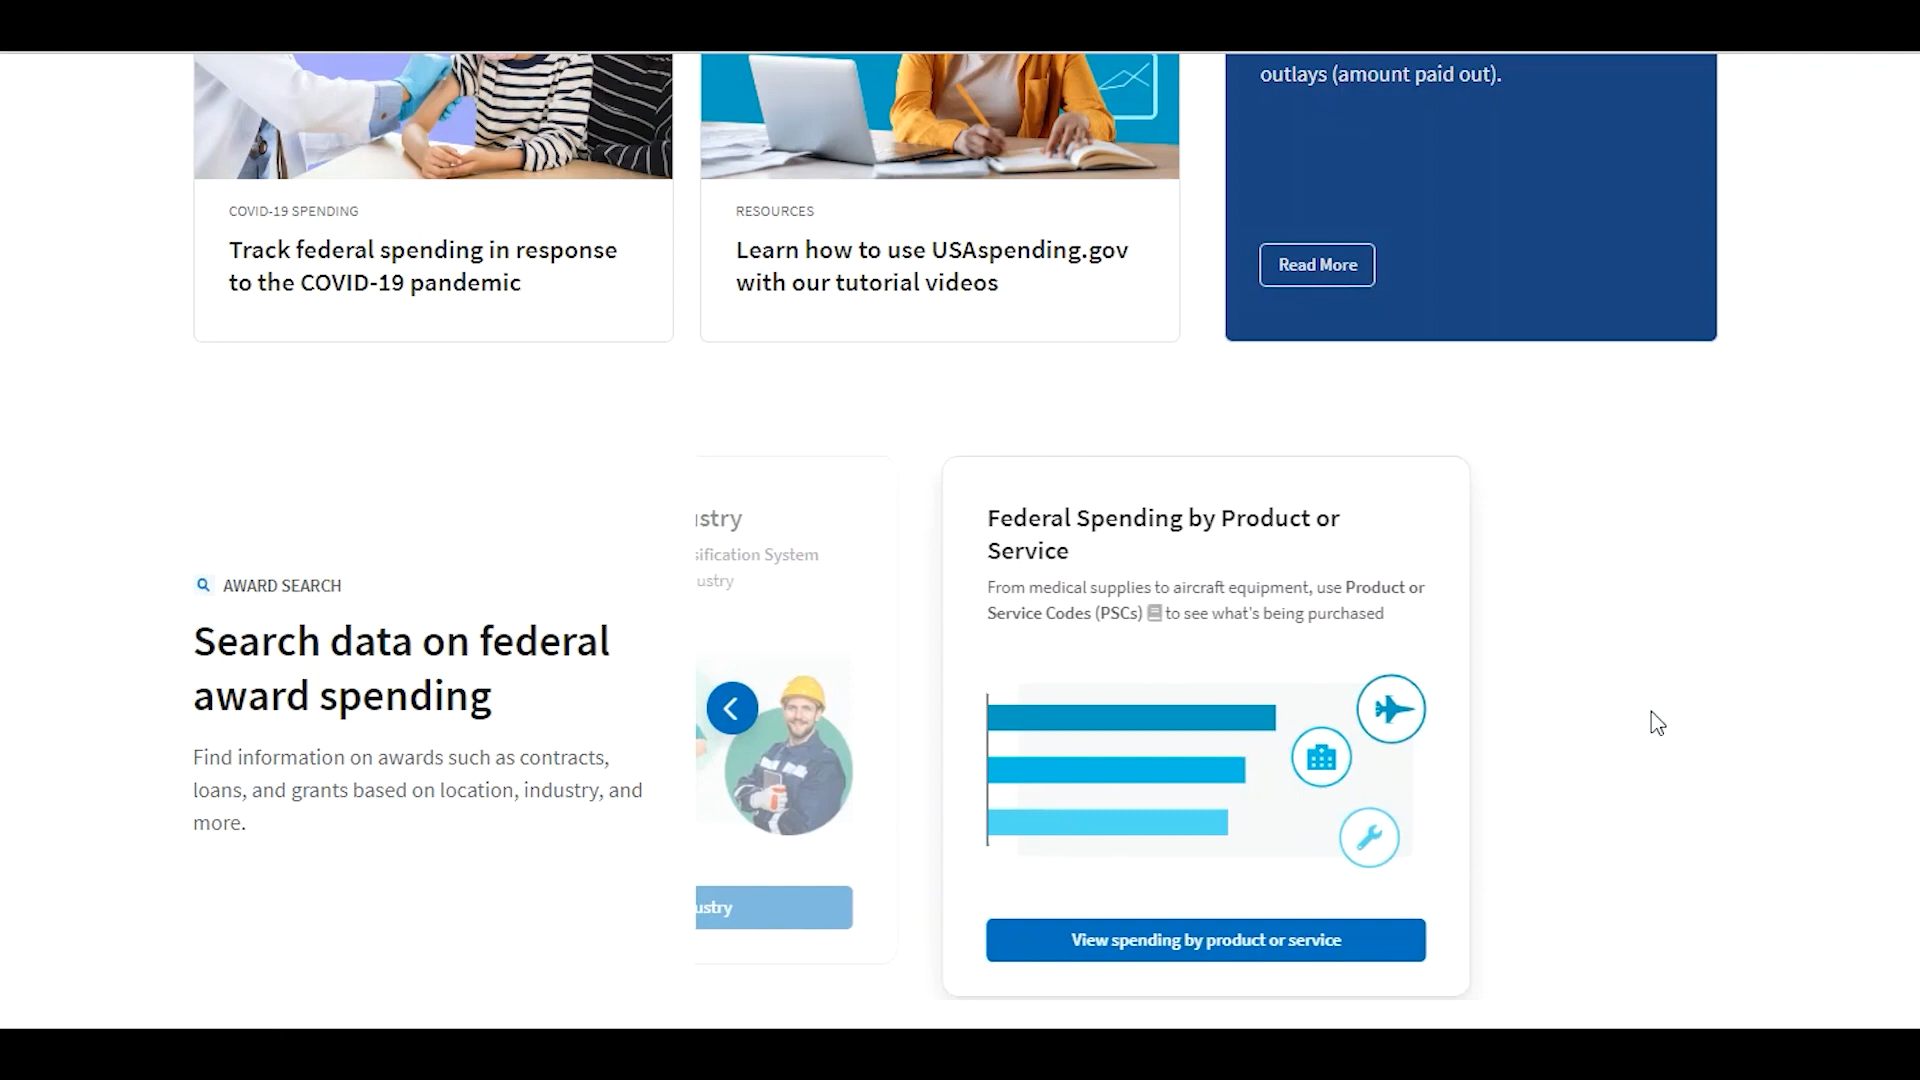 outlays (amount paid out).
COVID-19 SPENDING
Track federal spending in response
to the COVID-19 pandemic
RESOURCES
Learn how to use USAspending.gov
with our tutorial videos
Read More
AWARD SEARCH
Search data on federal
award spending
Find information on awards such as contracts,
loans, and grants based on location, industry, and
more.
istry
sification System
ustry
ustry
Federal Spending by Product or
Service
From medical supplies to aircraft equipment, use Product or
Service Codes (PSCs) to see what's being purchased
View spending by product or service